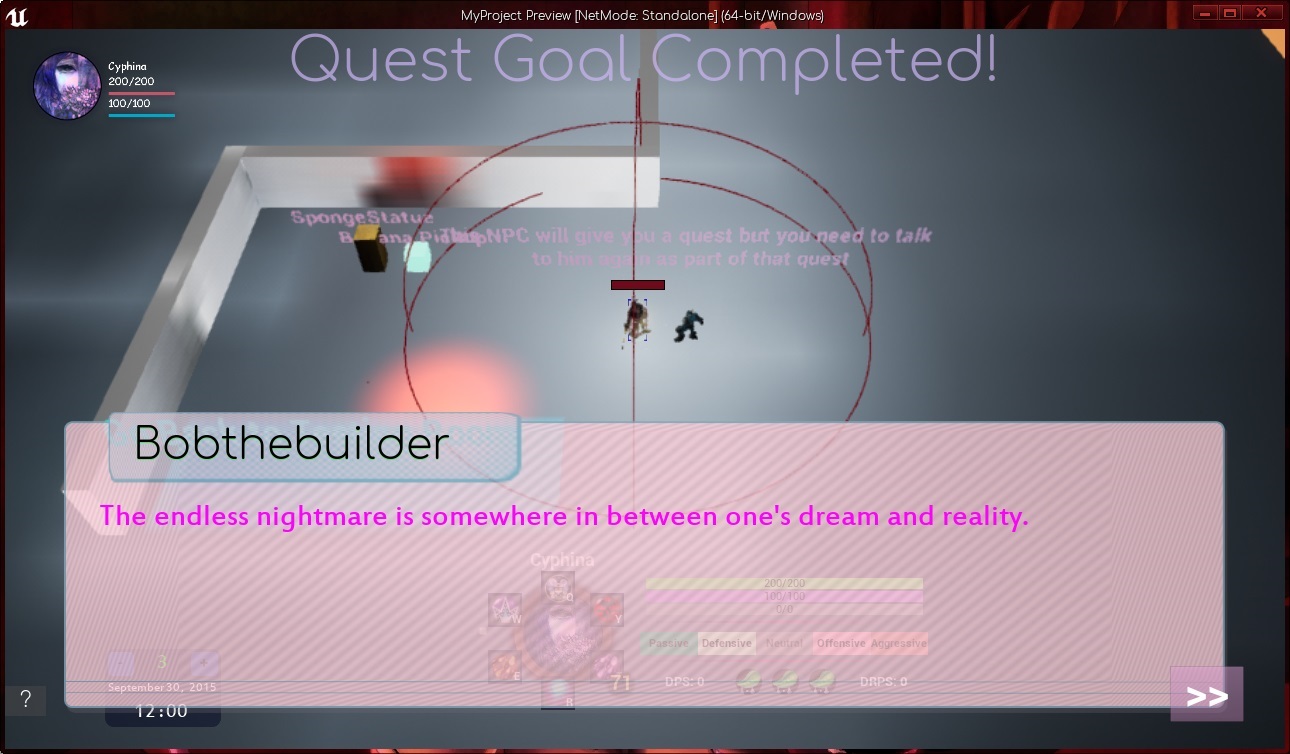 MyProject Preview [NetMode: Standalone] (64-bit/Windows)
Quest Goal Completed!
Cyphina
200/200
100/100
SpongeStatue
NPC will give you a quest but you need to talk
to him again as part of that quest
Bobthebuilder
The endless nightmare is somewhere in between one's dream and reality.
Cyphina
Q
W
Y
E
R
71
200/200
100/100
0/0
Passive Defensive Neutral Offensive Aggressive
DPS: 0
DRPS: 0
- 3 +
September 30, 2015
12:00
?
>>